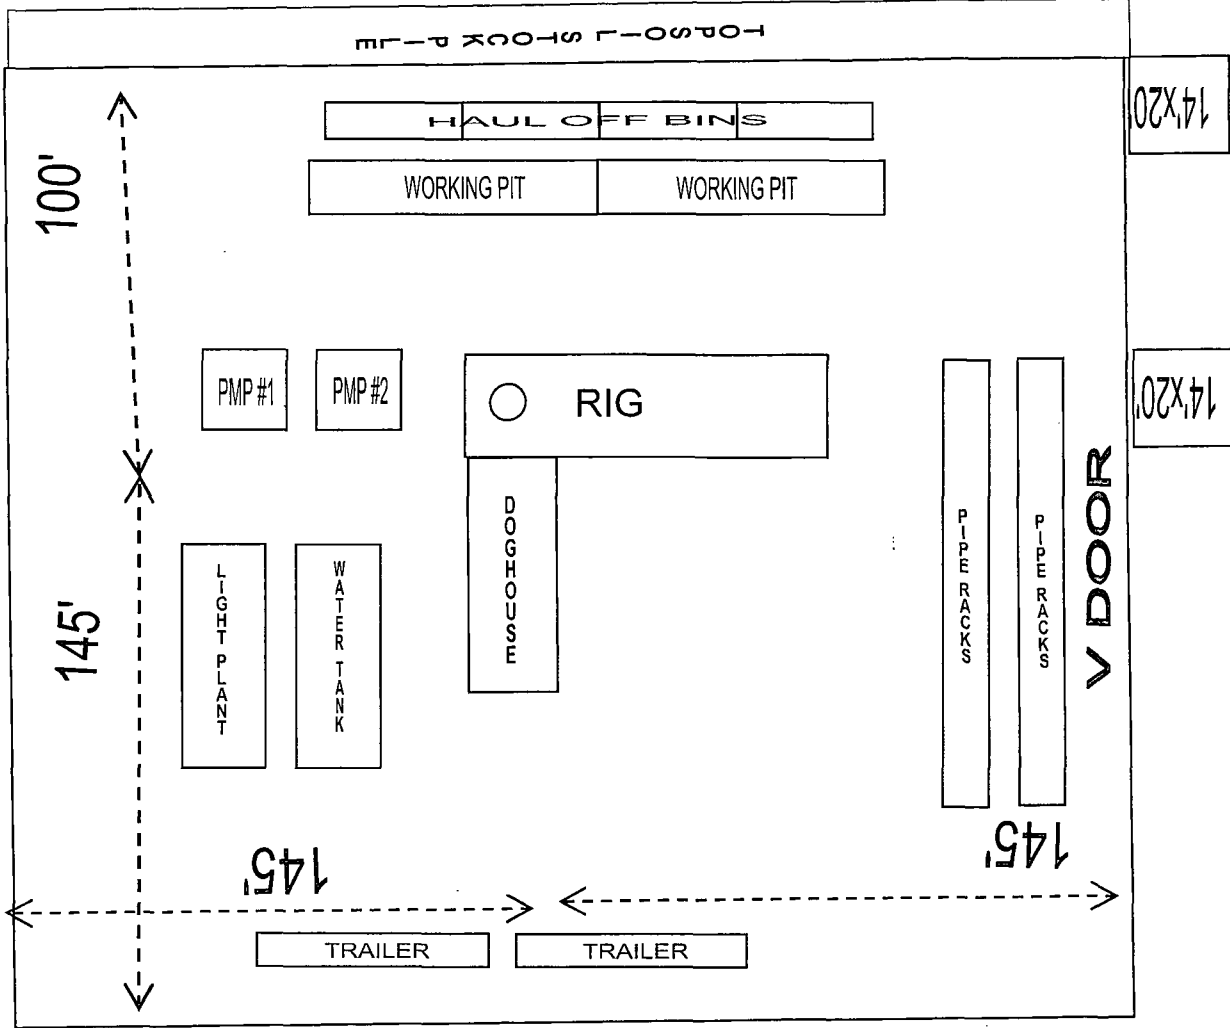 TOPSOIL STOCK PILE
14'x20'
HAUL OFF BINS
100'
WORKING PIT
WORKING PIT
PMP #1
PMP #2
RIG
14'x20'
DOGHOUSE
PIPE RACKS
PIPE RACKS
V DOOR
LIGHT PLANT
WATER TANK
145'
145'
145'
TRAILER
TRAILER